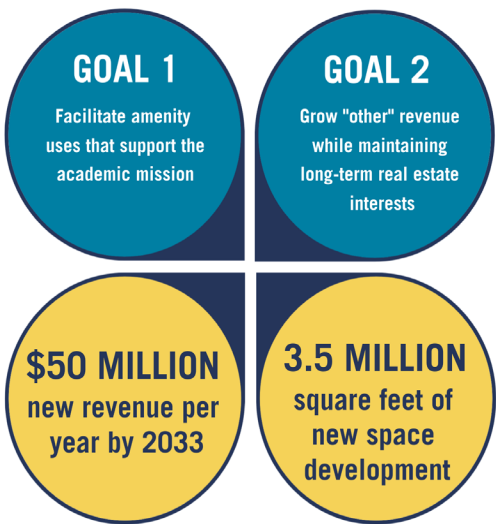 GOAL 1
Facilitate amenity
uses that support the
academic mission
GOAL 2
Grow "other" revenue
while maintaining
long-term real estate
interests
$50 MILLION
new revenue per
year by 2033
3.5 MILLION
square feet of
new space
development